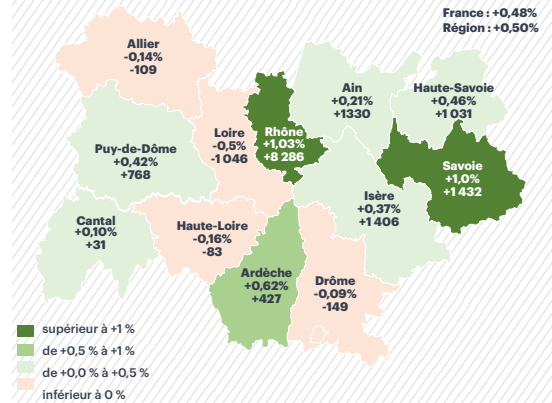 France : +0,48%
Région : +0,50%
Allier
-0,14%
-109
Ain
+0,21%
+1330
Haute-Savoie
+0,46%
+1 031
Loire
-0,5%
-1 046
Rhône
+1,03%
+8 286
Puy-de-Dôme
+0,42%
+768
Savoie
+1,0%
+1 432
Isère
+0,37%
+1 406
Cantal
+0,10%
+31
Haute-Loire
-0,16%
-83
Ardèche
+0,62%
+427
Drôme
-0,09%
-149
supérieur à +1 %
de +0,5 % à +1 %
de +0,0 % à +0,5 %
inférieur à 0 %